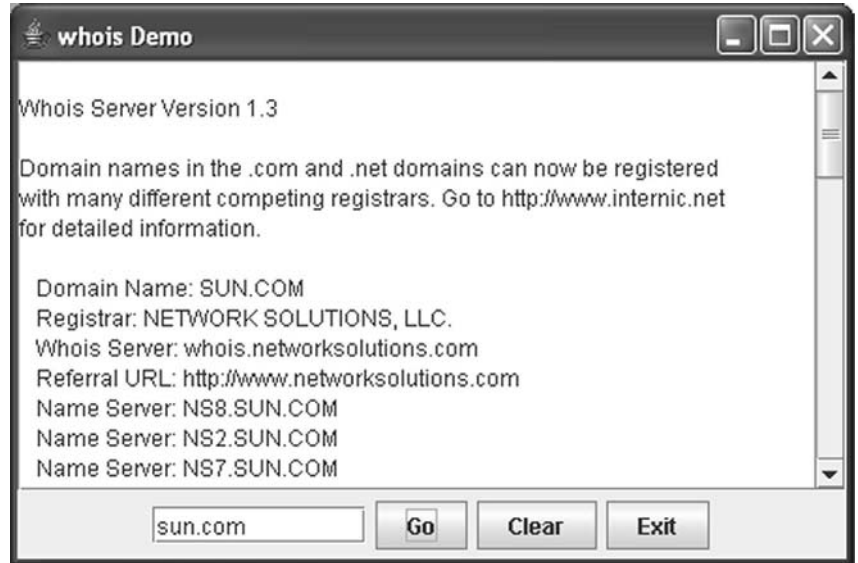 whois Demo
Whois Server Version 1.3
Domain names in the .com and .net domains can now be registered
with many different competing registrars. Go to http://www.internic.net
for detailed information.
Domain Name: SUN.COM
Registrar: NETWORK SOLUTIONS, LLC.
Whois Server: whois.networksolutions.com
Referral URL: http://www.networksolutions.com
Name Server: NS8.SUN.COM
Name Server: NS2.SUN.COM
Name Server: NS7.SUN.COM
sun.com Go Clear Exit